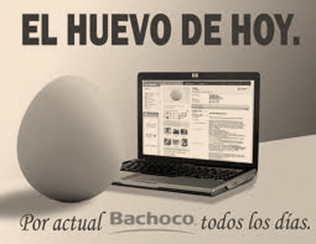 EL HUEVO DE HOY.
Por actual Bachoco todos los días.